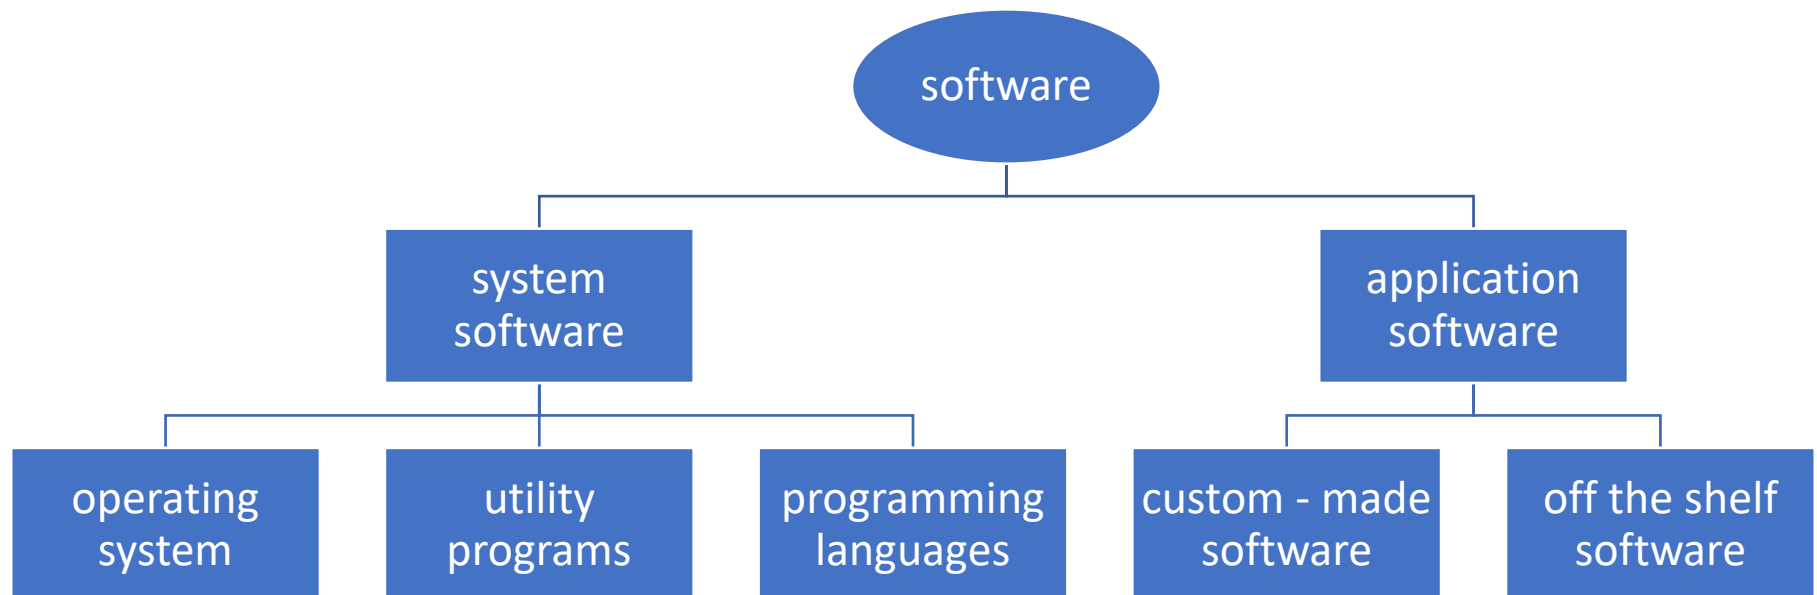 software
system
software
application
software
operating
system
utility
programs
programming
languages
custom - made
software
off the shelf
software